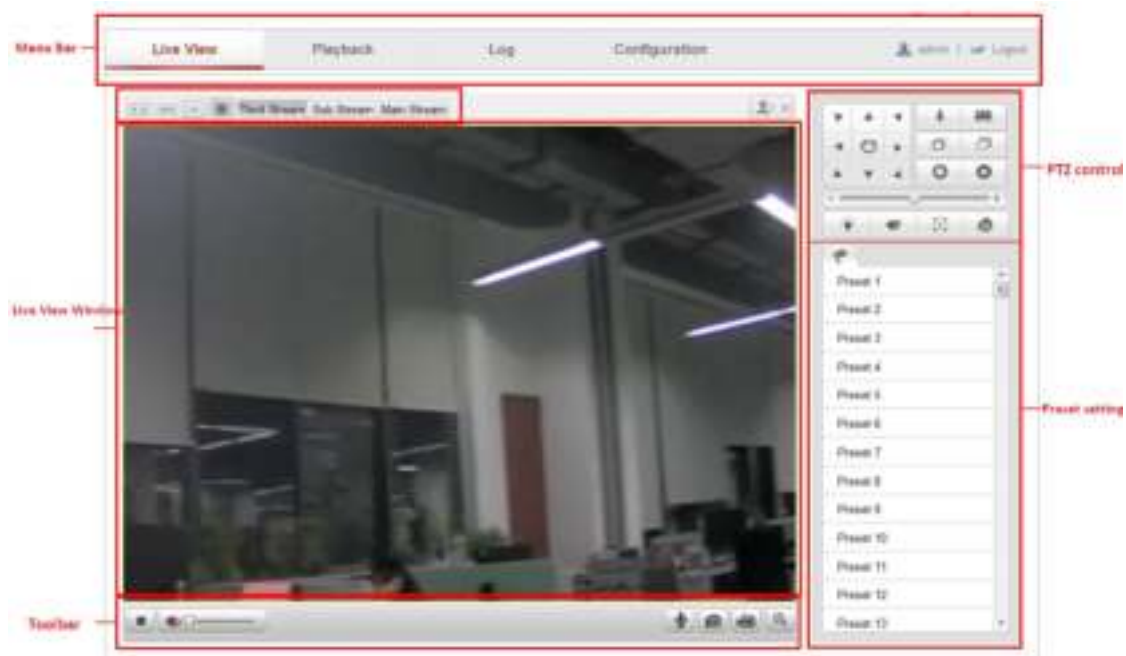 Menu Bar
Live View Playback Log Configuration admin Logout
Third Stream Sub Stream Main Stream
PTZ control
Live View Window
Preset 1
Preset 2
Preset 3
Preset 4
Preset 5
Preset 6
Preset setting
Preset 7
Preset 8
Preset 9
Preset 10
Preset 11
Preset 12
Preset 13
Toolbar